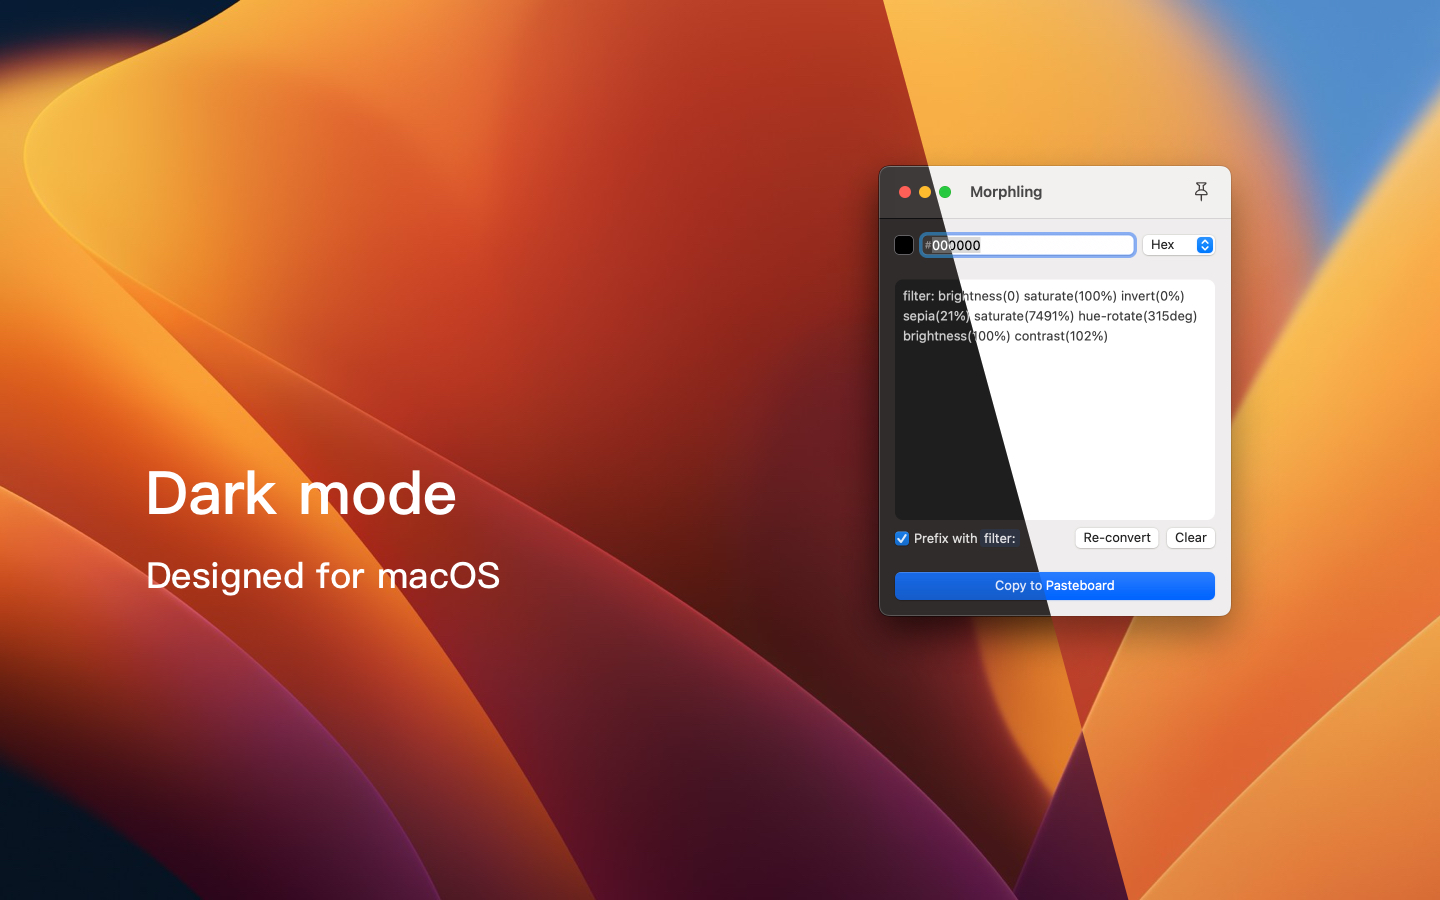 Morphling
#000000
Hex
filter: brightness(0) saturate(100%) invert(0%)
sepia(21%) saturate(7491%) hue-rotate(315deg)
brightness(100%) contrast(102%)
Dark mode
Prefix with filter:
Re-convert
Clear
Designed for macOS
Copy to Pasteboard